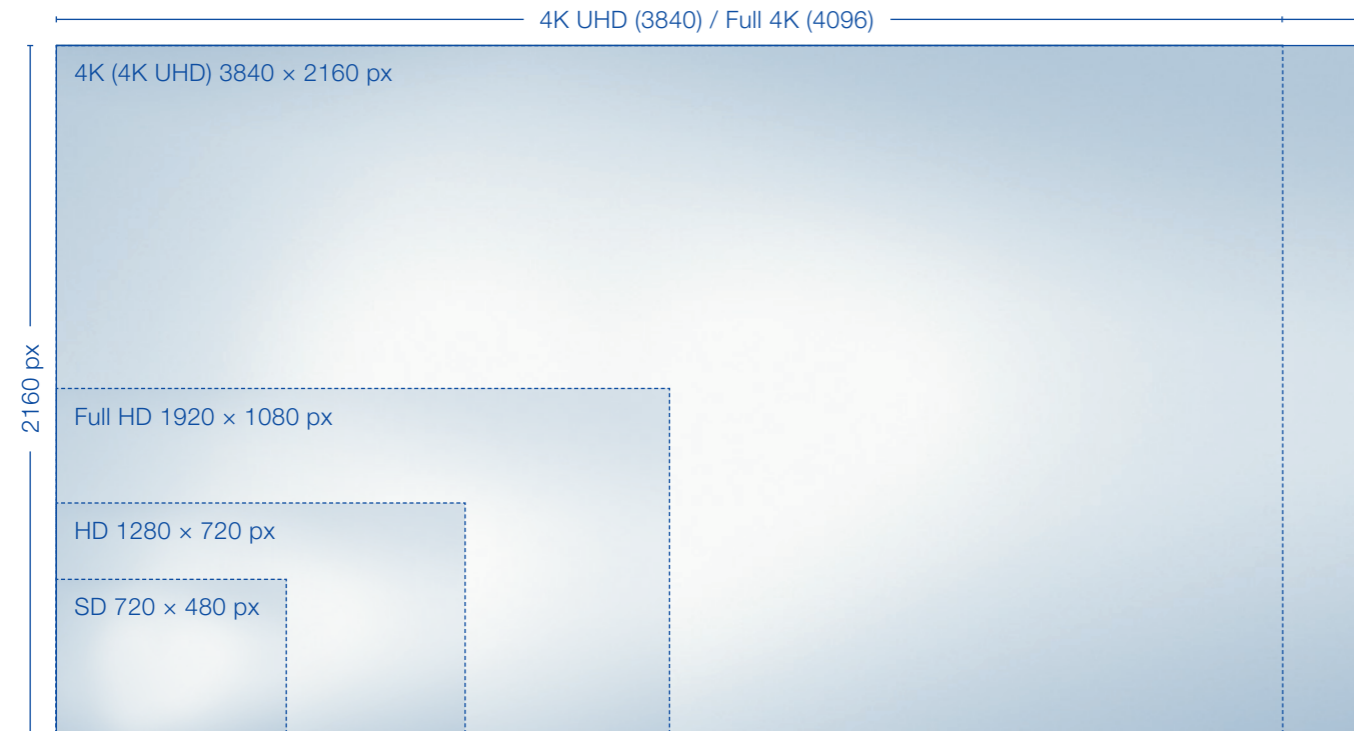 4K UHD (3840) / Full 4K (4096)
4K (4K UHD) 3840 × 2160 px
2160 px
Full HD 1920 × 1080 px
HD 1280 × 720 px
SD 720 × 480 px